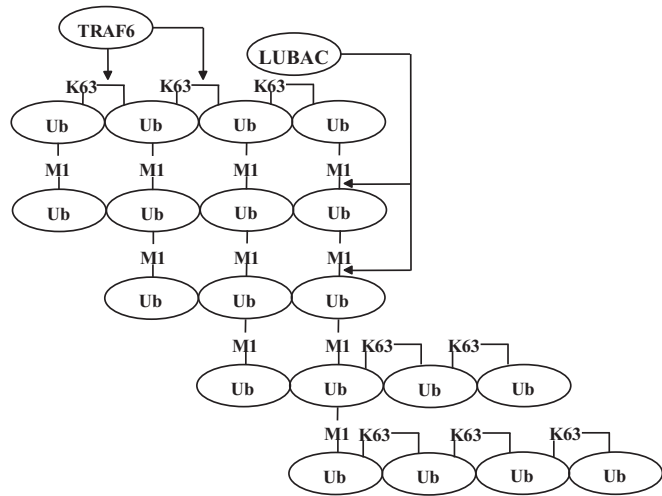 TRAF6
LUBAC
K63 K63 K63
Ub Ub Ub Ub
M1 M1 M1 M1
Ub Ub Ub Ub
M1 M1 M1
Ub Ub Ub
M1 M1 K63 K63
Ub Ub Ub Ub
M1 K63 K63 K63
Ub Ub Ub Ub